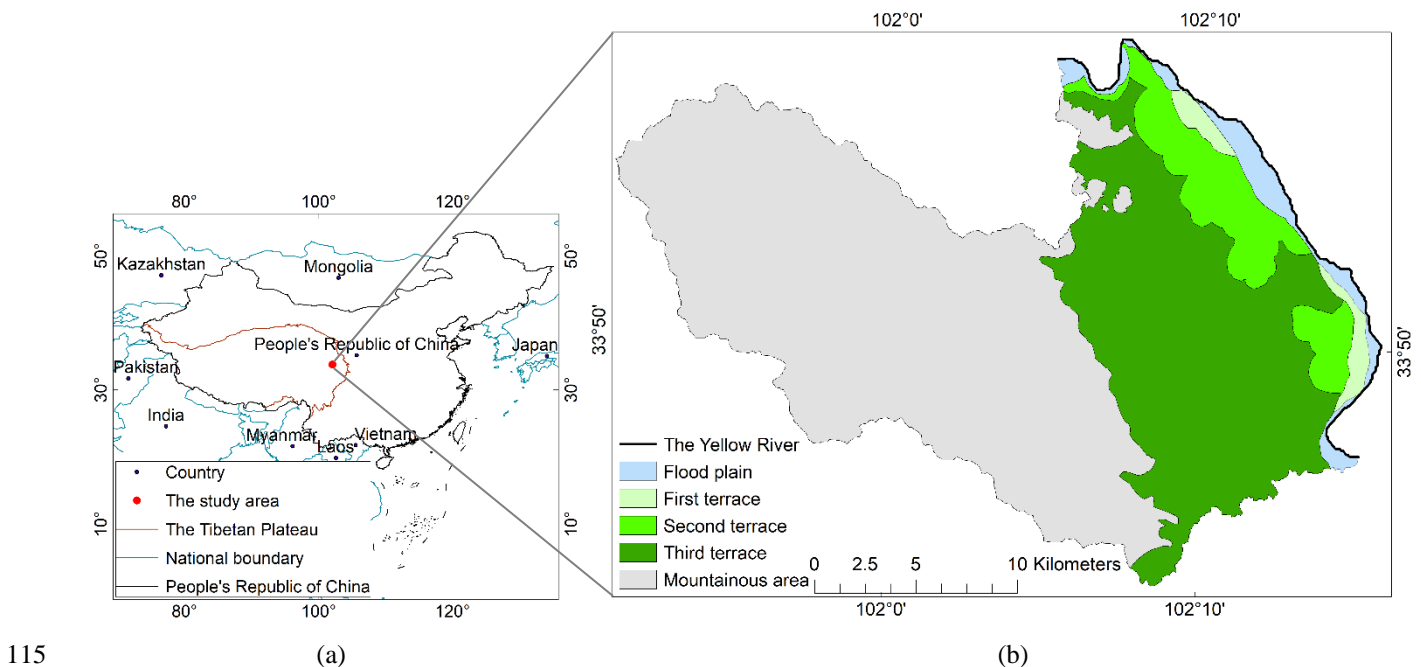 102°0' 102°10'
80° 100° 120°
50° 50°
Kazakhstan Mongolia
People's Republic of China Japan
Pakistan
30° 30°
India
Myanmar Laos Vietnam
10° 10°
Country
The study area
The Tibetan Plateau
National boundary
People's Republic of China
80° 100° 120°
33°50' 33°50'
The Yellow River
Flood plain
First terrace
Second terrace
Third terrace
Mountainous area
0 2.5 5 10 Kilometers
102°0' 102°10'
115 (a) (b)